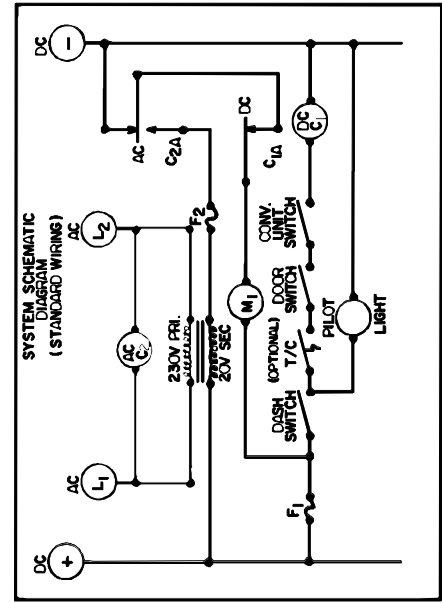 SYSTEM SCHEMATIC
DIAGRAM
(STANDARD WIRING)
DC
+
AC
L1
AC
L2
DC
–
AC
C2
230V PRI.
20V SEC
F2
AC
C2A
M1
DC
C1A
F1
DASH
SWITCH
(OPTIONAL)
T/C
DOOR
SWITCH
CONV.
UNIT
SWITCH
DC
C1
PILOT
LIGHT